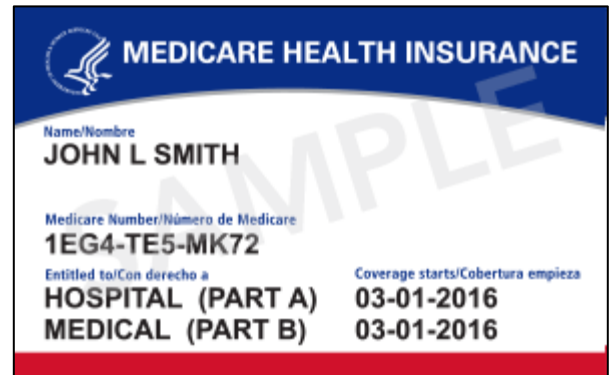 MEDICARE HEALTH INSURANCE
Name/Nombre
JOHN L SMITH
Medicare Number/Número de Medicare
1EG4-TE5-MK72
Entitled to/Con derecho a Coverage starts/Cobertura empieza
HOSPITAL (PART A) 03-01-2016
MEDICAL (PART B) 03-01-2016
SAMPLE